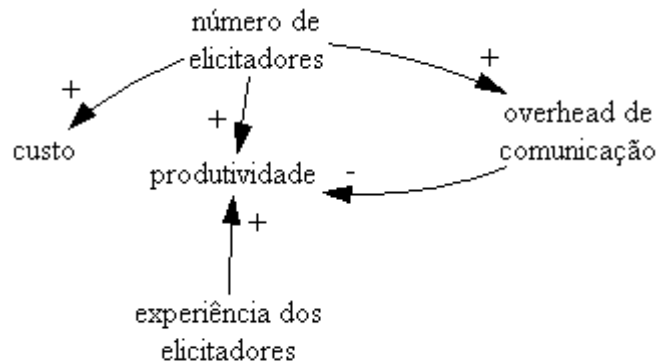 número de
elicitadores
+
+
+
custo
overhead de
comunicação
produtividade
-
+
experiência dos
elicitadores